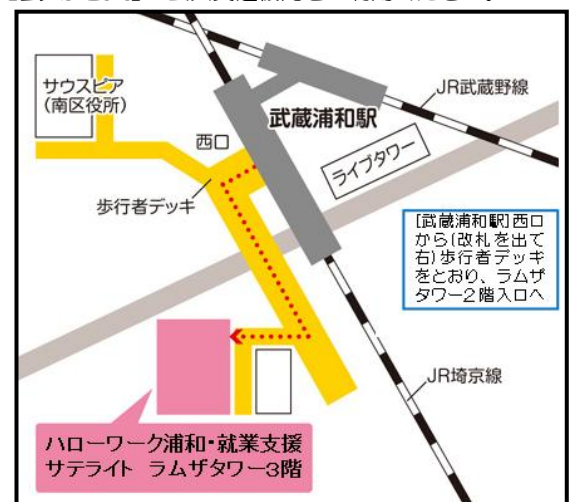 サウスピア
（南区役所）
武蔵浦和駅
JR武蔵野線
西口
ライブタワー
歩行者デッキ
[武蔵浦和駅]西口
から(改札を出て
右)歩行者デッキ
をとおり、ラムザ
タワー2階入口へ
JR埼京線
ハローワーク浦和・就業支援
サテライト　ラムザタワー3階